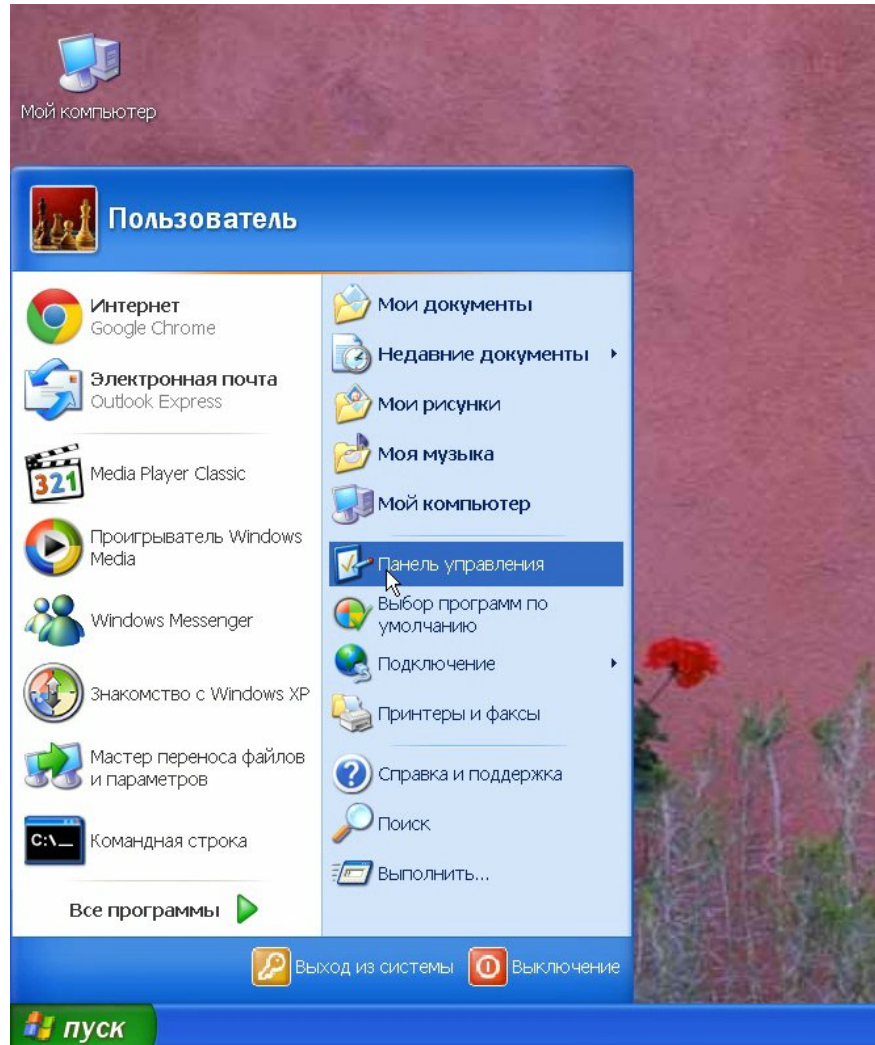 Мой компьютер
Пользователь
Интернет
Google Chrome
Электронная почта
Outlook Express
Media Player Classic
321
Проигрыватель Windows
Media
Windows Messenger
Знакомство с Windows XP
Мастер переноса файлов
и параметров
C:\_
Командная строка
Все программы
Мои документы
Недавние документы
Мои рисунки
Моя музыка
Мой компьютер
Панель управления
Выбор программ по
умолчанию
Подключение
Принтеры и факсы
Справка и поддержка
Поиск
Выполнить...
Выход из системы
Выключение
пуск